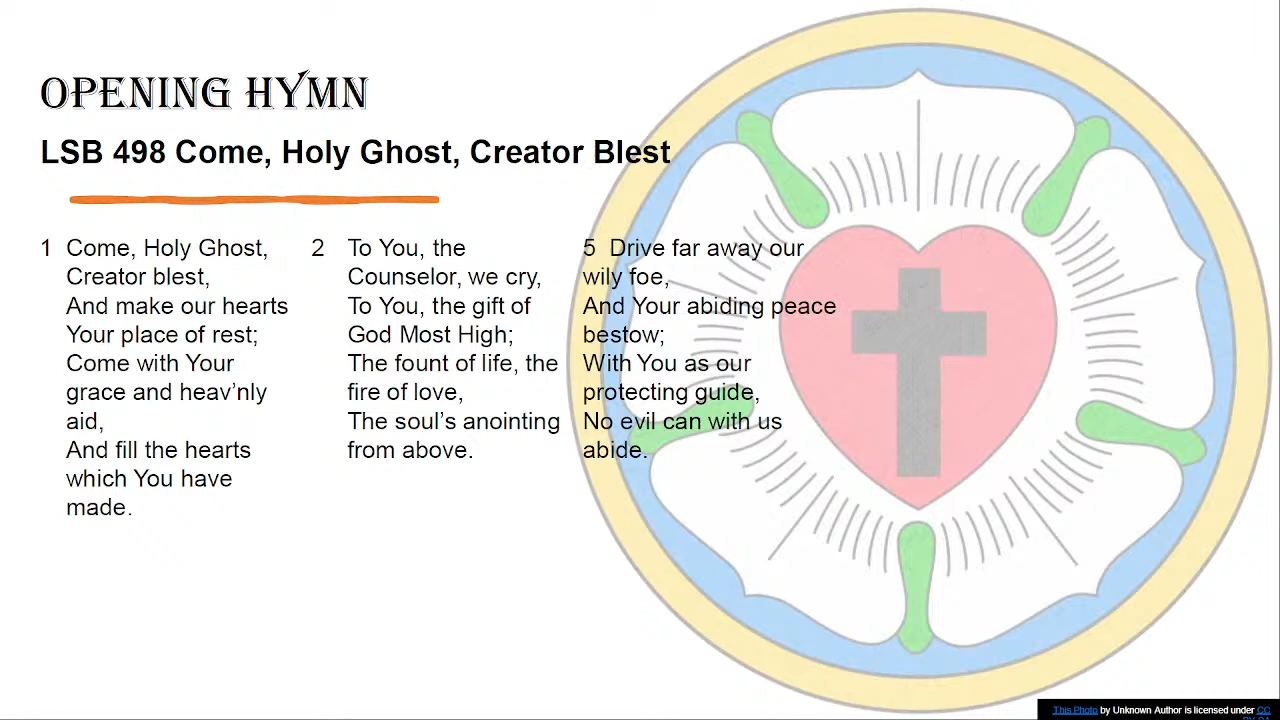 OPENING HYMN
LSB 498 Come, Holy Ghost, Creator Blest
1 Come, Holy Ghost,
Creator blest,
And make our hearts
Your place of rest;
Come with Your
grace and heav’nly
aid,
And fill the hearts
which You have
made.
2 To You, the
Counselor, we cry,
To You, the gift of
God Most High;
The fount of life, the
fire of love,
The soul’s anointing
from above.
5 Drive far away our
wily foe,
And Your abiding peace
bestow;
With You as our
protecting guide,
No evil can with us
abide.
This Photo by Unknown Author is licensed under CC